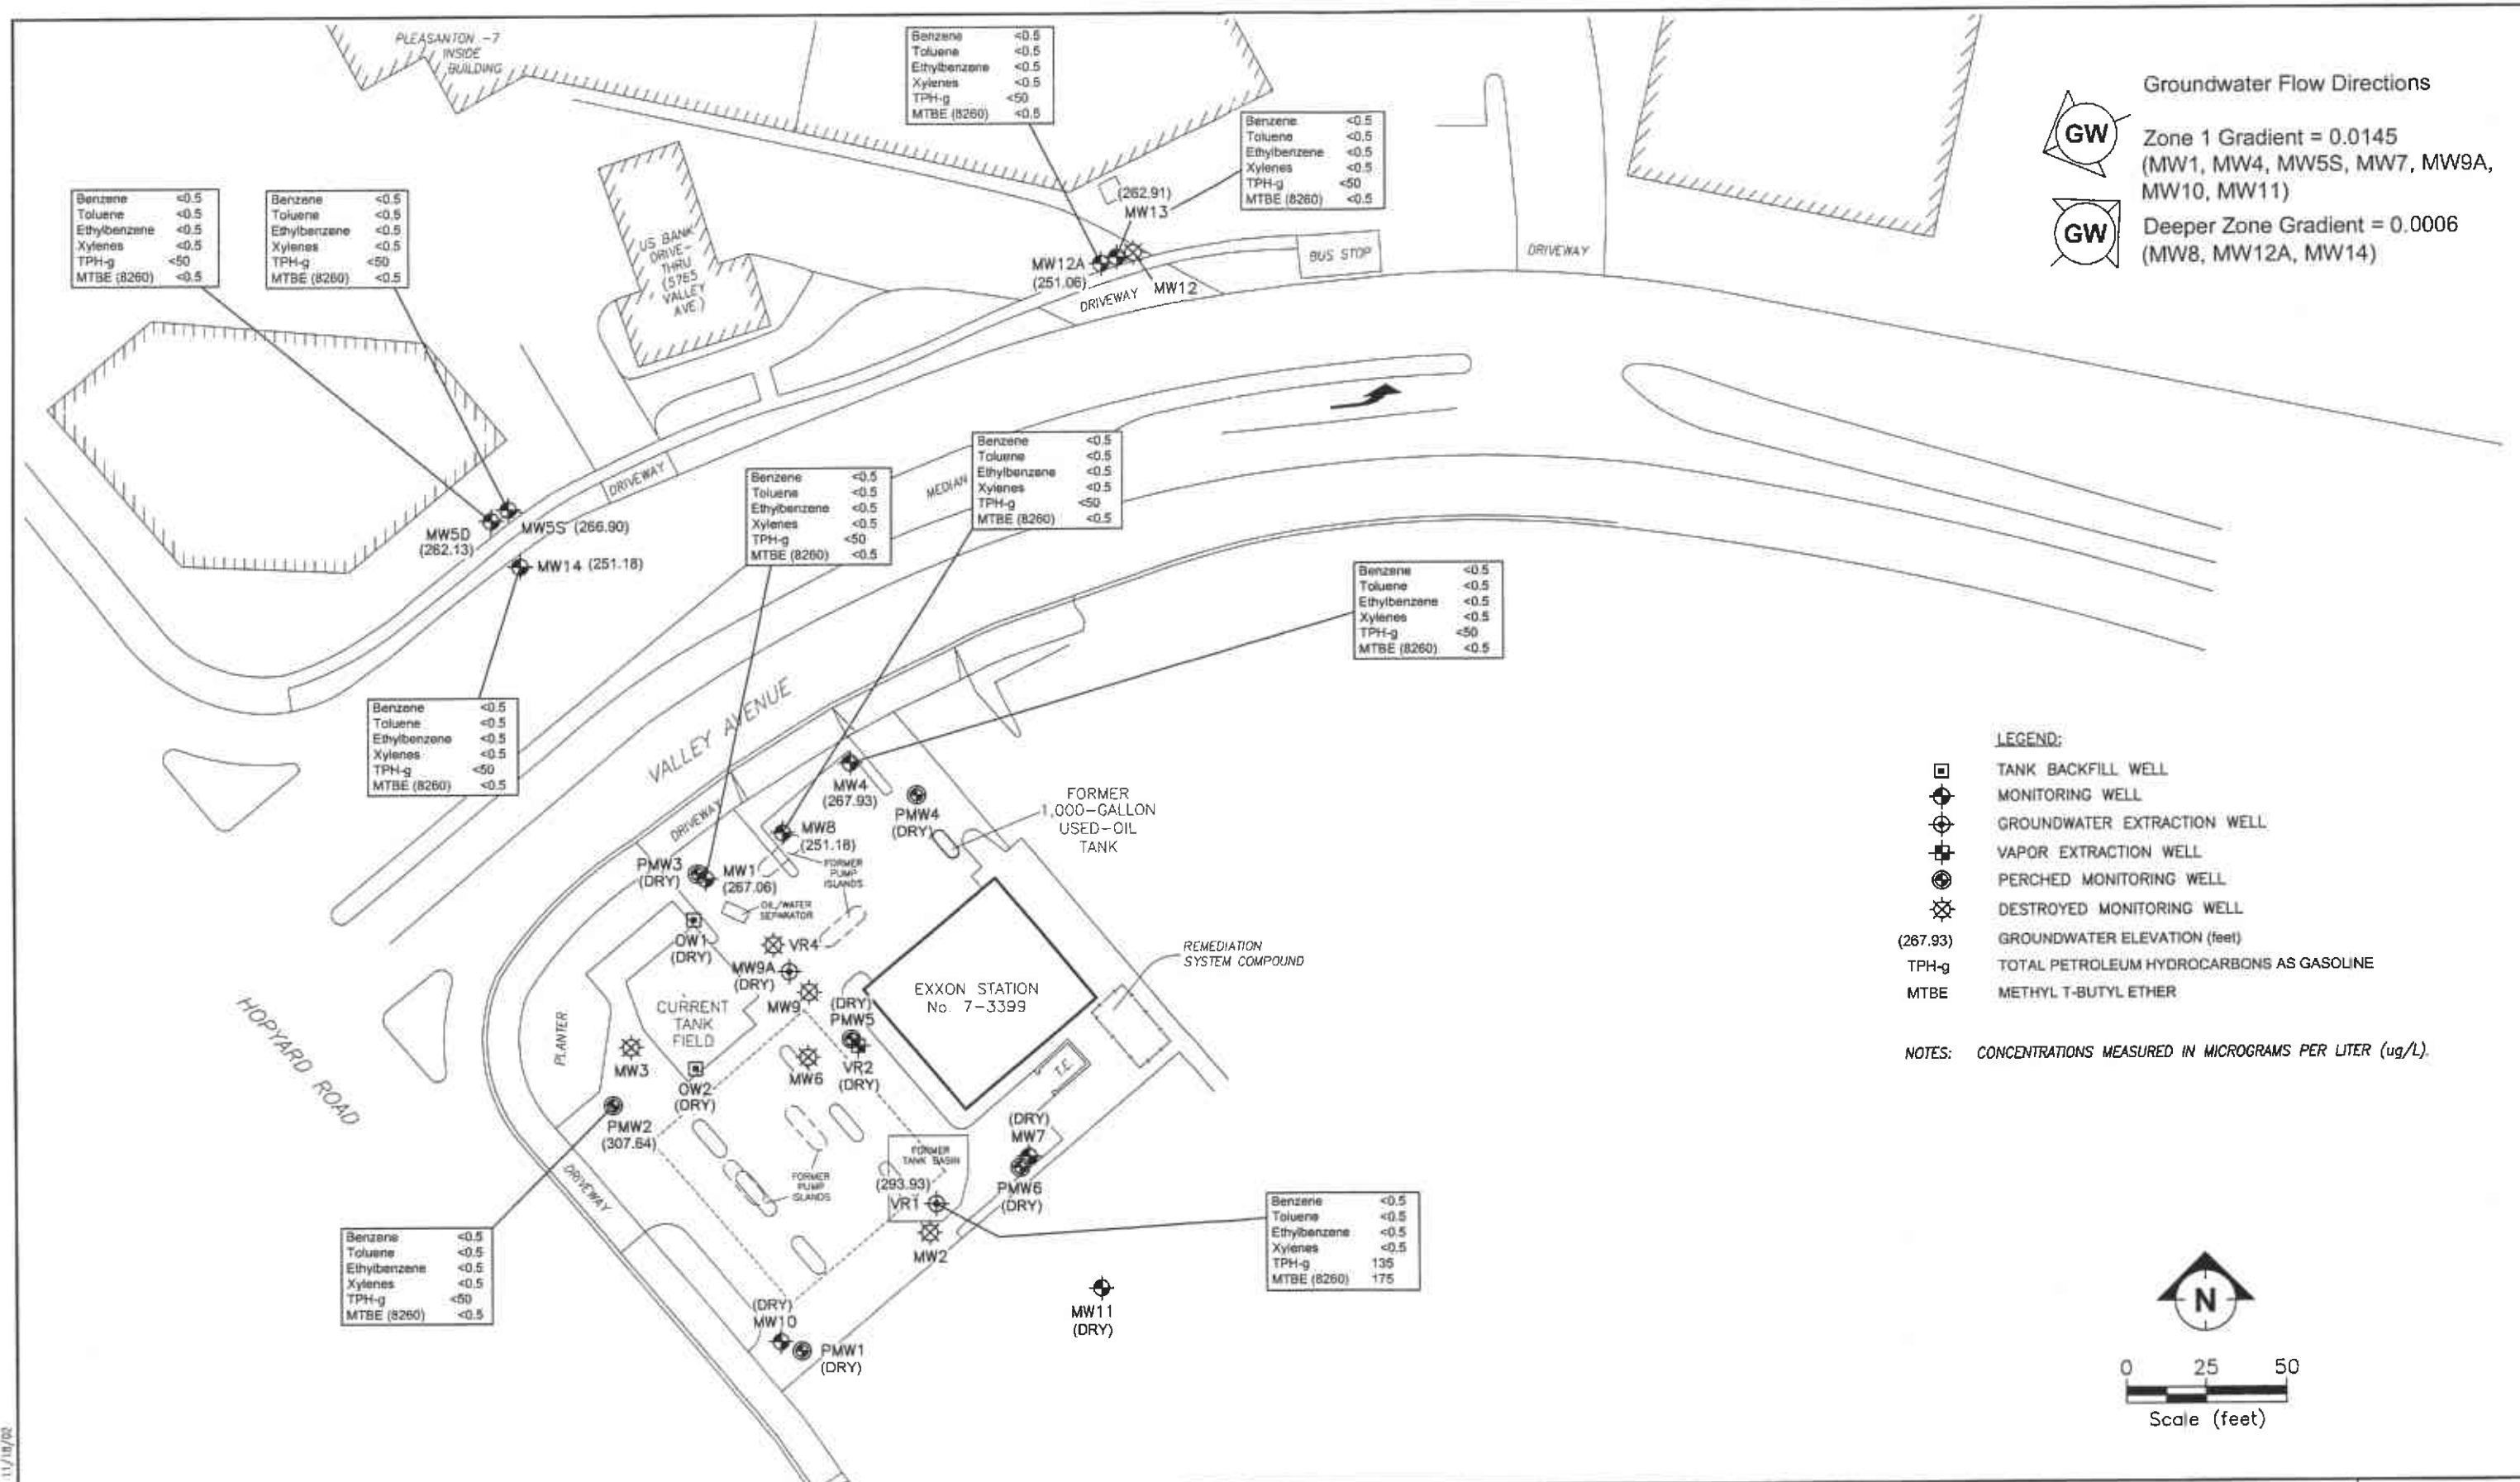 PLEASANTON -7
INSIDE
BUILDING
Benzene <0.5
Toluene <0.5
Ethylbenzene <0.5
Xylenes <0.5
TPH-g <50
MTBE (8260) <0.5
Benzene <0.5
Toluene <0.5
Ethylbenzene <0.5
Xylenes <0.5
TPH-g <50
MTBE (8260) <0.5
Groundwater Flow Directions
GW
Zone 1 Gradient = 0.0145
(MW1, MW4, MW5S, MW7, MW9A,
MW10, MW11)
GW
Deeper Zone Gradient = 0.0006
(MW8, MW12A, MW14)
Benzene <0.5
Toluene <0.5
Ethylbenzene <0.5
Xylenes <0.5
TPH-g <50
MTBE (8260) <0.5
Benzene <0.5
Toluene <0.5
Ethylbenzene <0.5
Xylenes <0.5
TPH-g <50
MTBE (8260) <0.5
US BANK
DRIVE-
THRU
(5765
VALLEY
AVE.)
(262.91)
MW13
MW12A
(251.06)
MW12
DRIVEWAY
BUS STOP
DRIVEWAY
DRIVEWAY
MEDIAN
MW5D
(262.13)
MW5S (266.90)
MW14 (251.18)
Benzene <0.5
Toluene <0.5
Ethylbenzene <0.5
Xylenes <0.5
TPH-g <50
MTBE (8260) <0.5
Benzene <0.5
Toluene <0.5
Ethylbenzene <0.5
Xylenes <0.5
TPH-g <50
MTBE (8260) <0.5
Benzene <0.5
Toluene <0.5
Ethylbenzene <0.5
Xylenes <0.5
TPH-g <50
MTBE (8260) <0.5
Benzene <0.5
Toluene <0.5
Ethylbenzene <0.5
Xylenes <0.5
TPH-g <50
MTBE (8260) <0.5
VALLEY AVENUE
HOPYARD ROAD
MW4
(267.93)
PMW4
(DRY)
FORMER
1,000-GALLON
USED-OIL
TANK
DRIVEWAY
MW8
(251.18)
FORMER
PUMP
ISLANDS
PMW3
(DRY)
MW1
(267.06)
OIL/WATER
SEPARATOR
OW1
(DRY)
VR4
MW9A
(DRY)
MW9
(DRY)
PMW5
CURRENT
TANK
FIELD
EXXON STATION
No. 7-3399
REMEDIATION
SYSTEM COMPOUND
PLANTER
MW3
OW2
(DRY)
MW6
VR2
(DRY)
T.E.
PMW2
(307.64)
(DRY)
MW7
PMW6
(DRY)
FORMER
TANK BASIN
(293.93)
VR1
MW2
FORMER
PUMP
ISLANDS
DRIVEWAY
Benzene <0.5
Toluene <0.5
Ethylbenzene <0.5
Xylenes <0.5
TPH-g <50
MTBE (8260) <0.5
Benzene <0.5
Toluene <0.5
Ethylbenzene <0.5
Xylenes <0.5
TPH-g 135
MTBE (8260) 175
(DRY)
MW10
PMW1
(DRY)
MW11
(DRY)
LEGEND:
TANK BACKFILL WELL
MONITORING WELL
GROUNDWATER EXTRACTION WELL
VAPOR EXTRACTION WELL
PERCHED MONITORING WELL
DESTROYED MONITORING WELL
(267.93) GROUNDWATER ELEVATION (feet)
TPH-g TOTAL PETROLEUM HYDROCARBONS AS GASOLINE
MTBE METHYL T-BUTYL ETHER
NOTES: CONCENTRATIONS MEASURED IN MICROGRAMS PER LITER (ug/L).
N
0 25 50
Scale (feet)
11/18/02